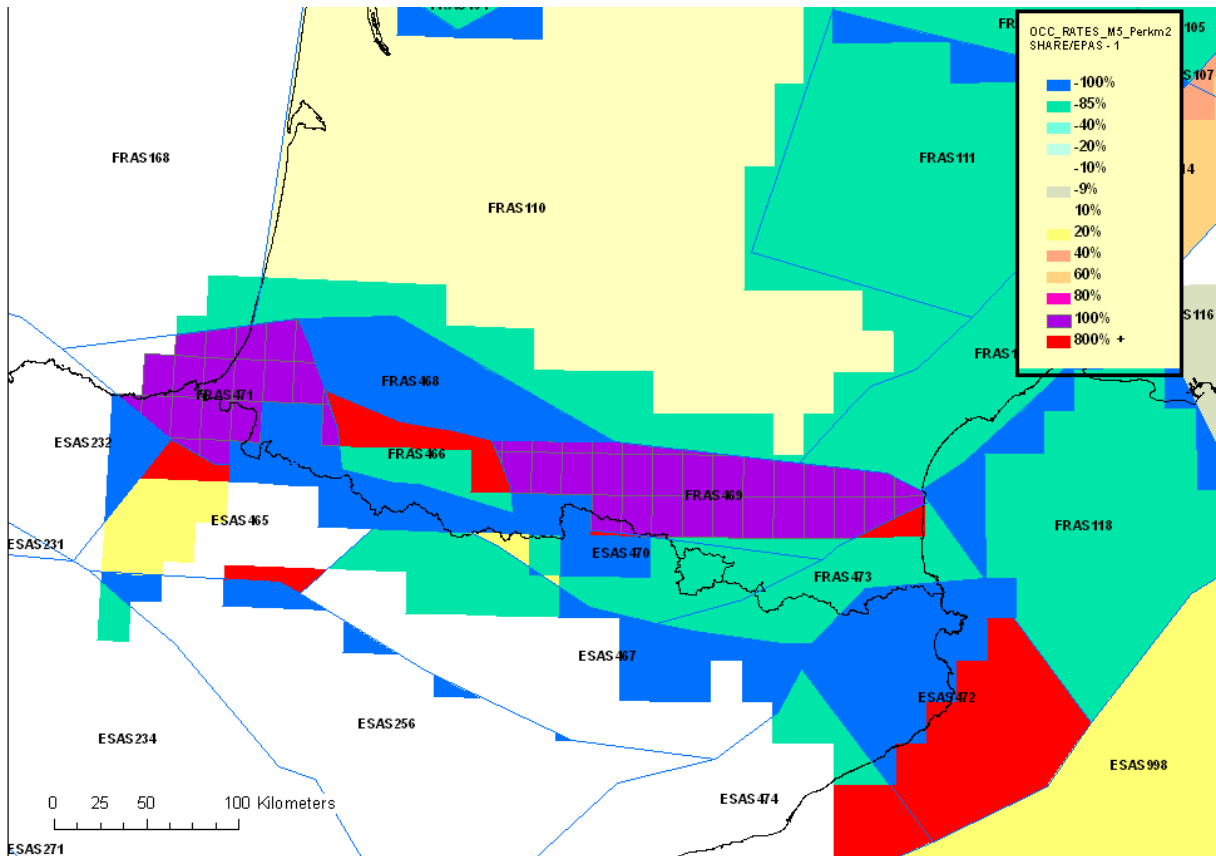 OCC_RATES_M5_Perkm2
SHARE/EPAS - 1
-100%
-85%
-40%
-20%
-10%
-9%
10%
20%
40%
60%
80%
100%
800% +
105
S107
FRAS168
FRAS111
14
FRAS110
S116
FRAS468
FRAS471
ESAS232
FRAS466
FRAS469
ESAS465
FRAS118
ESAS231
ESAS470
FRAS473
ESAS467
ESAS472
ESAS256
ESAS234
ESAS998
ESAS474
0 25 50 100 Kilometers
ESAS271